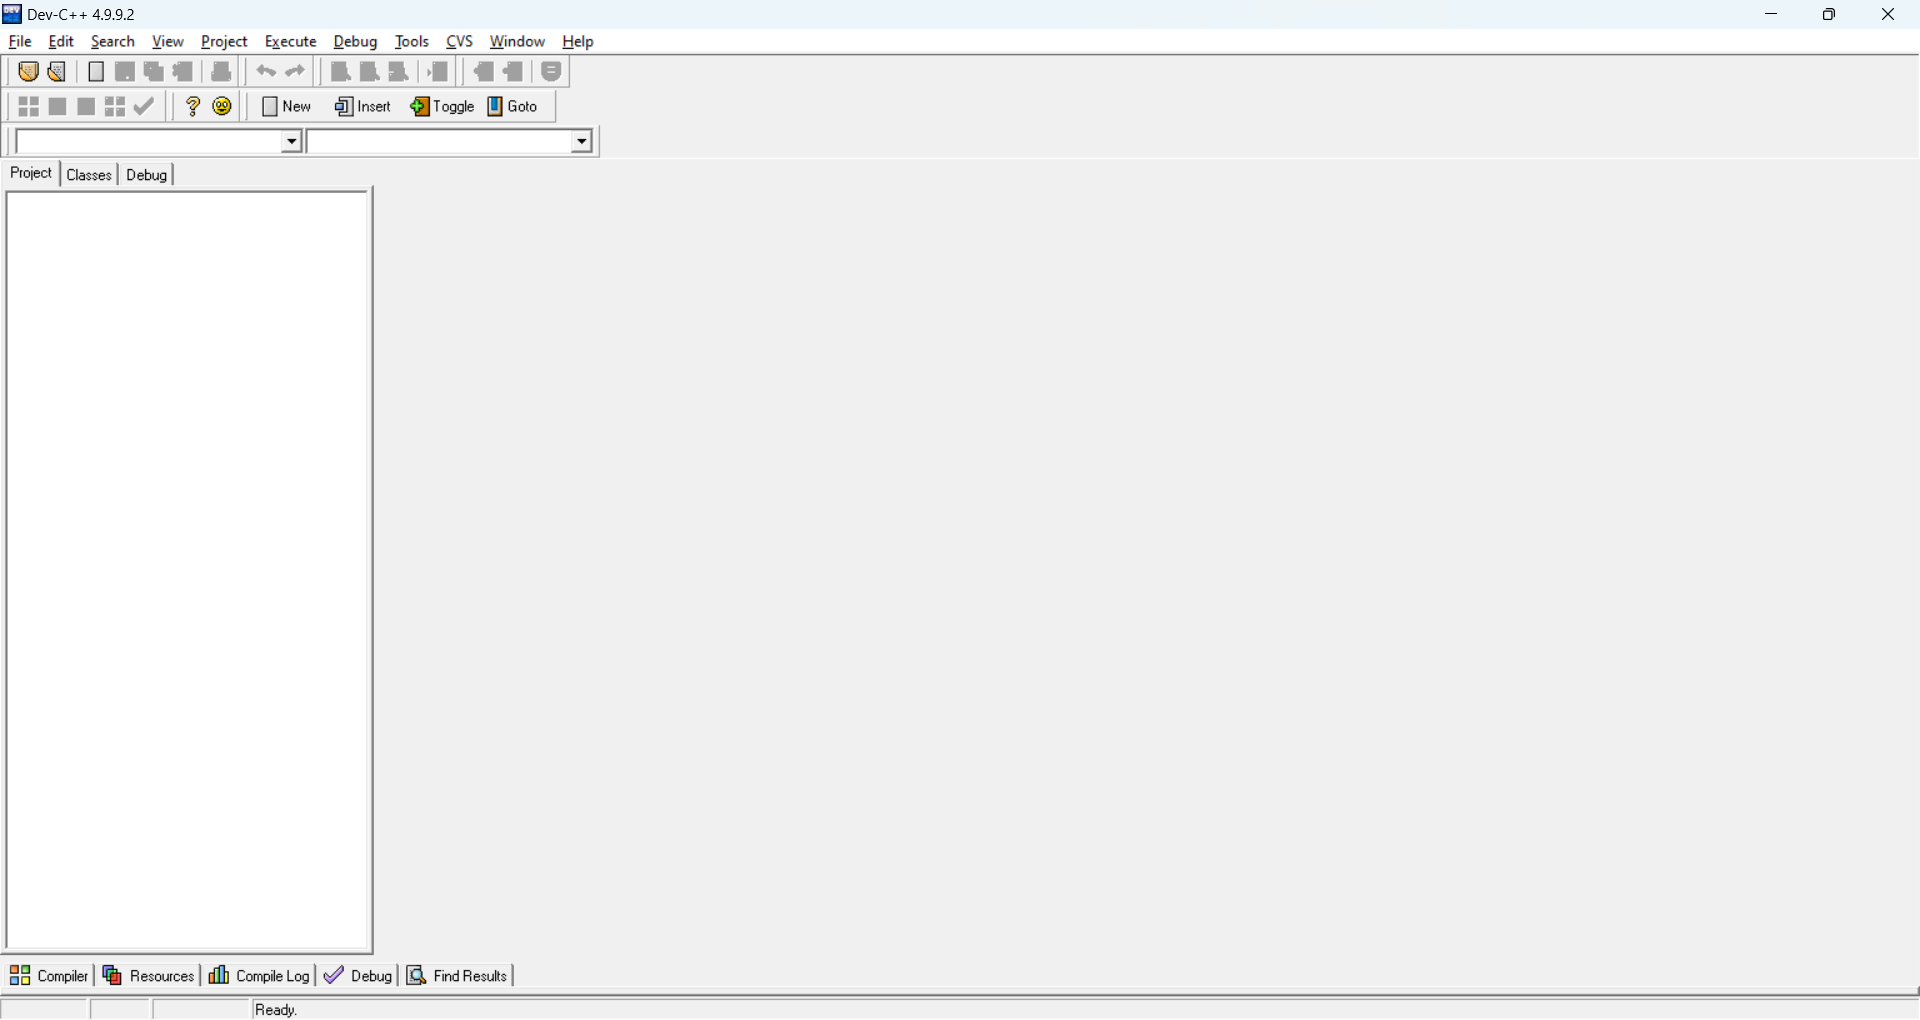 Dev-C++ 4.9.9.2
File Edit Search View Project Execute Debug Tools CVS Window Help
New Insert Toggle Goto
Project Classes Debug
Compiler Resources Compile Log Debug Find Results
Ready.